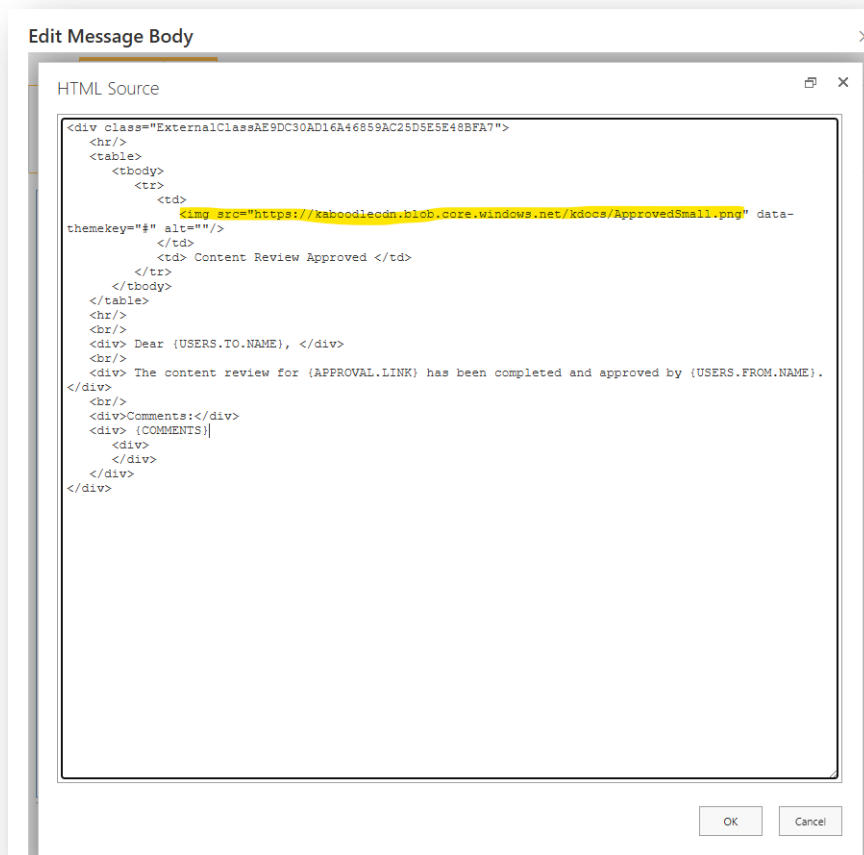 Edit Message Body
HTML Source
<div class="ExternalClassAE9DC30AD16A46859AC25D5E5E48BFA7">
<hr/>
<table>
<tbody>
<tr>
<td>
<img src="https://kaboodlecdn.blob.core.windows.net/kdocs/ApprovedSmall.png" data-
themekey="#" alt=""/>
</td>
<td> Content Review Approved </td>
</tr>
</tbody>
</table>
<hr/>
<br/>
<div> Dear {USERS.TO.NAME}, </div>
<br/>
<div> The content review for {APPROVAL.LINK} has been completed and approved by {USERS.FROM.NAME}.
</div>
<br/>
<div>Comments:</div>
<div> {COMMENTS}
<div>
</div>
</div>
</div>
OK
Cancel